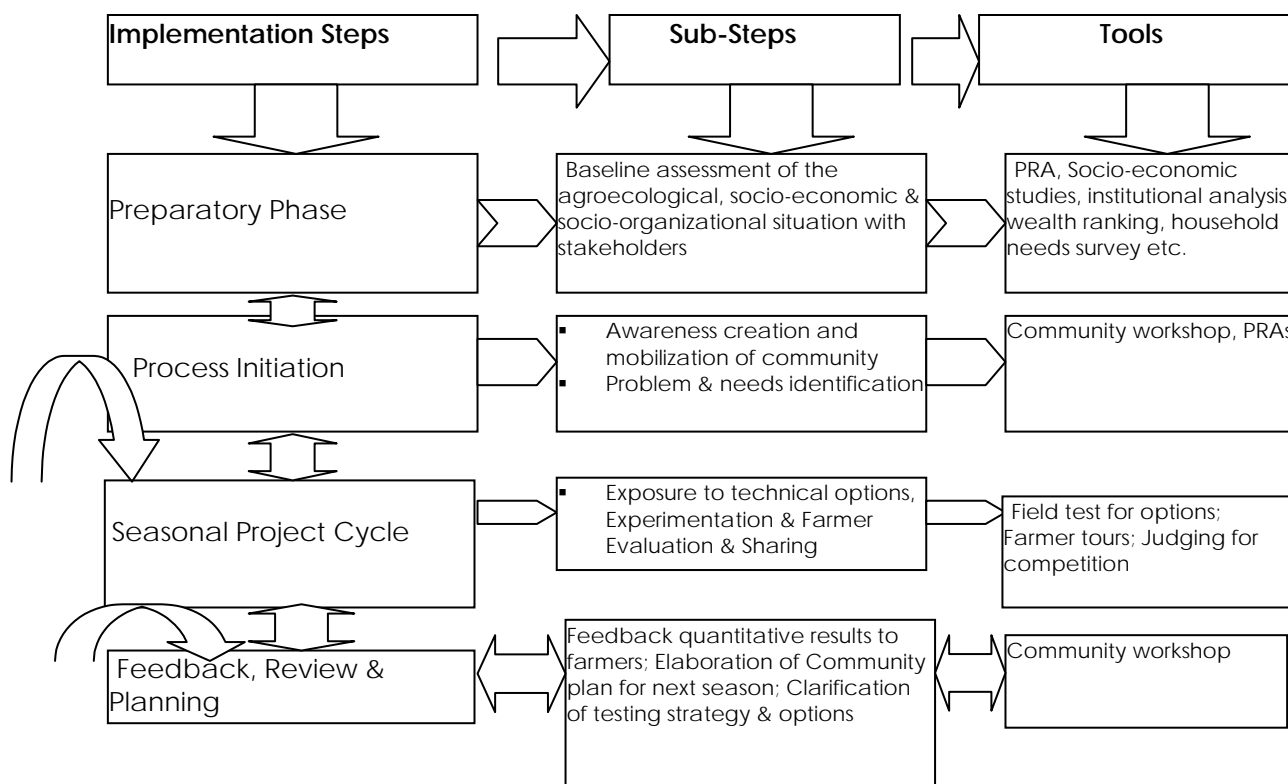 Implementation Steps
Sub-Steps
Tools
Preparatory Phase
Baseline assessment of the
agroecological, socio-economic &
socio-organizational situation with
stakeholders
PRA, Socio-economic
studies, institutional analysis
wealth ranking, household
needs survey etc.
Process Initiation
▪ Awareness creation and
mobilization of community
▪ Problem & needs identification
Community workshop, PRAs
Seasonal Project Cycle
▪ Exposure to technical options,
Experimentation & Farmer
Evaluation & Sharing
Field test for options;
Farmer tours; Judging for
competition
Feedback, Review &
Planning
Feedback quantitative results to
farmers; Elaboration of Community
plan for next season; Clarification
of testing strategy & options
Community workshop